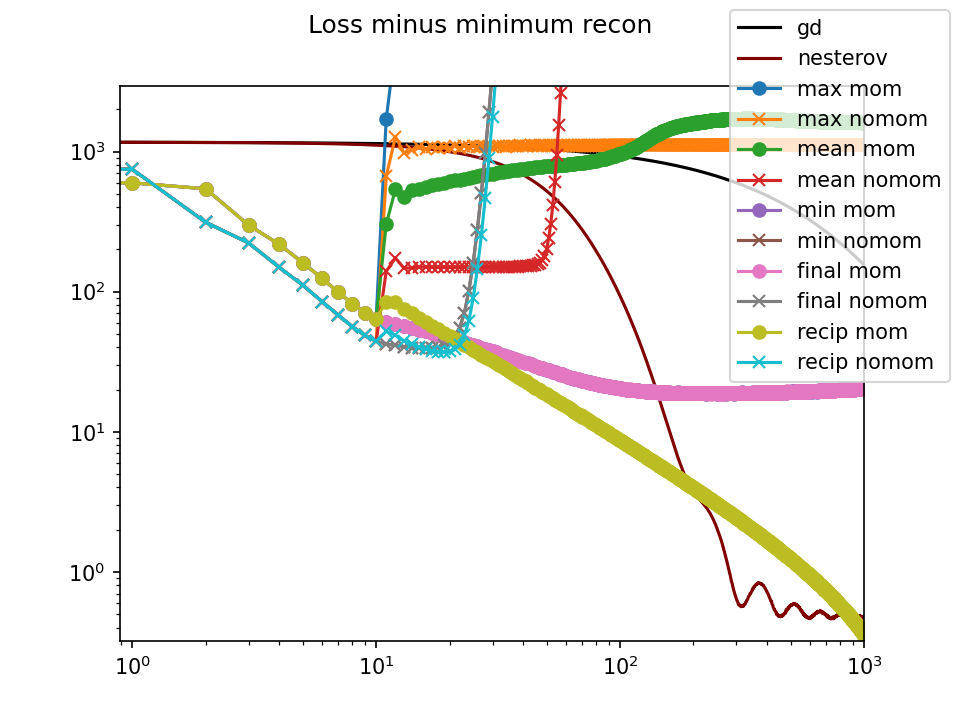 Loss minus minimum recon
gd
nesterov
max mom
max nomom
mean mom
mean nomom
min mom
min nomom
final mom
final nomom
recip mom
recip nomom
10³
10²
10¹
10⁰
10⁰ 10¹ 10² 10³